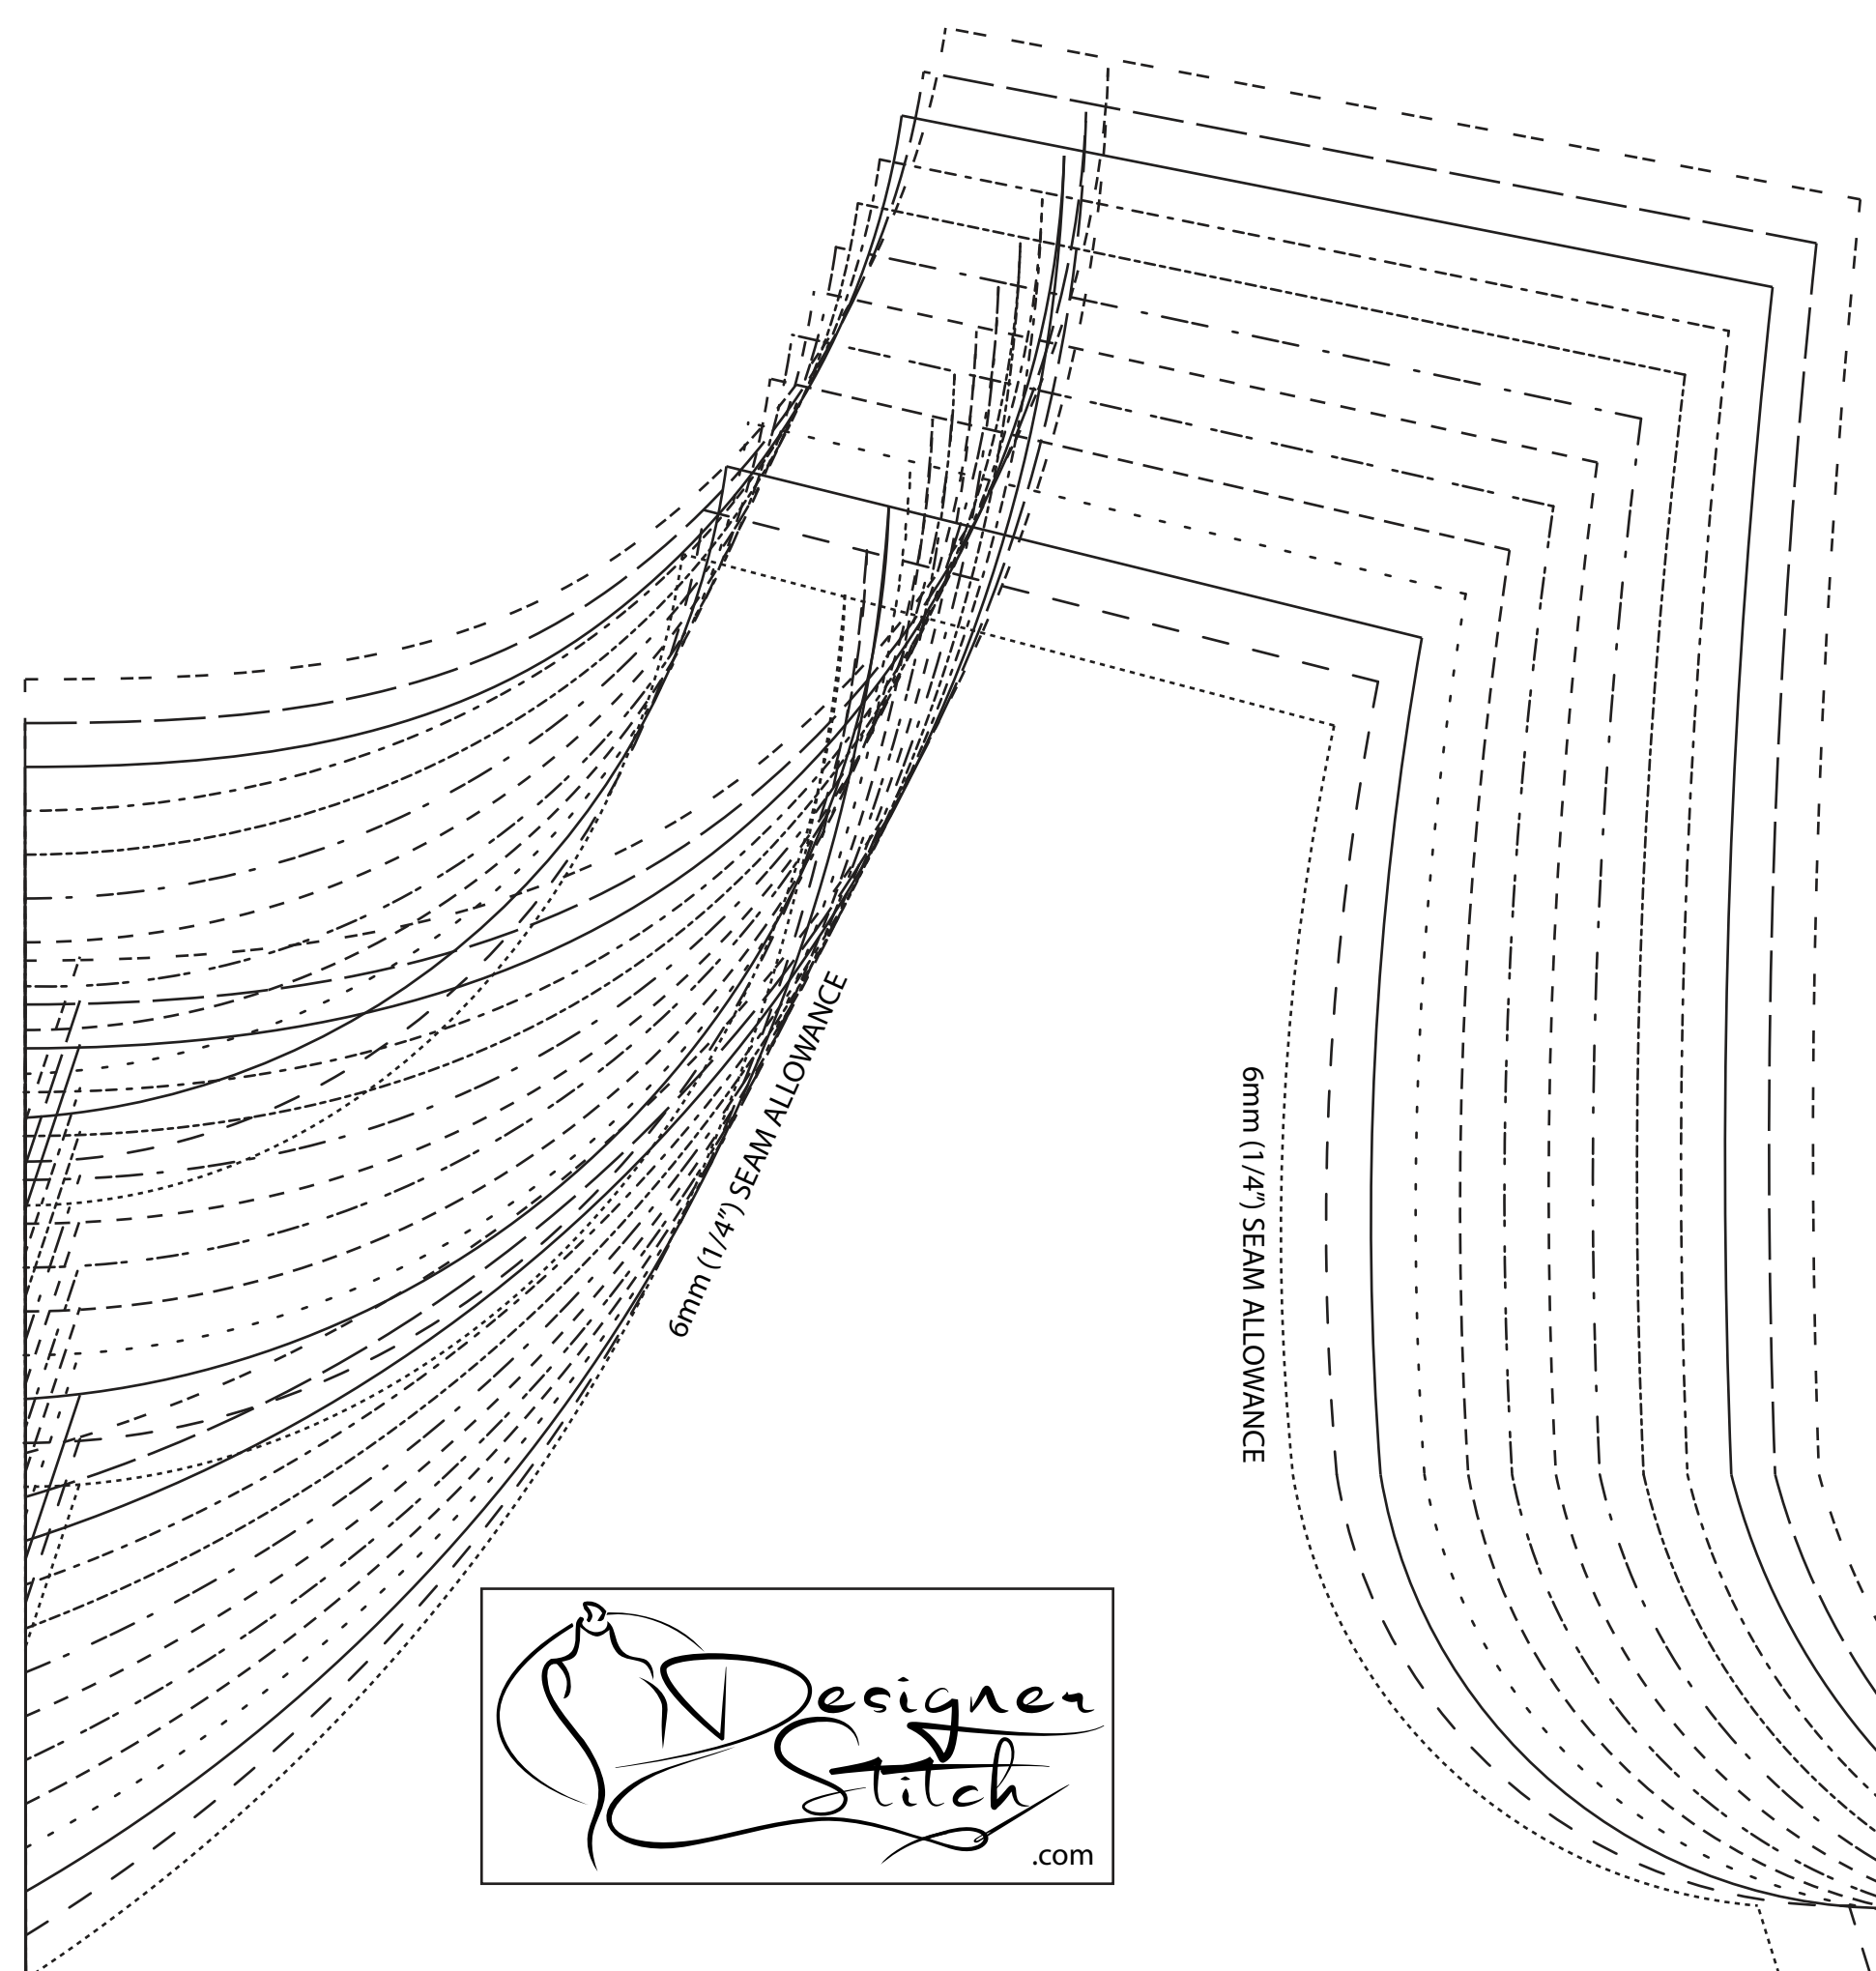 6mm (1/4") SEAM ALLOWANCE
6mm (1/4") SEAM ALLOWANCE
Designer
Stitch
.com